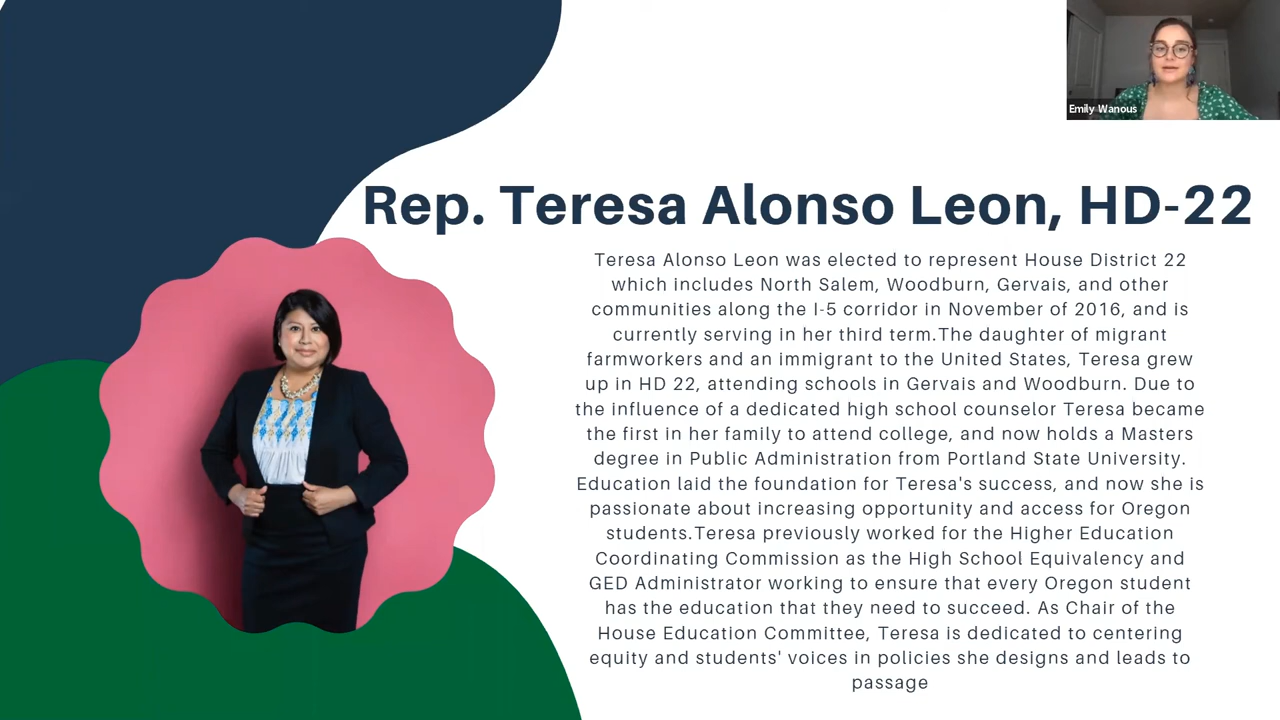 Emily Wanous
Rep. Teresa Alonso Leon, HD-22
Teresa Alonso Leon was elected to represent House District 22
which includes North Salem, Woodburn, Gervais, and other
communities along the I-5 corridor in November of 2016, and is
currently serving in her third term.The daughter of migrant
farmworkers and an immigrant to the United States, Teresa grew
up in HD 22, attending schools in Gervais and Woodburn. Due to
the influence of a dedicated high school counselor Teresa became
the first in her family to attend college, and now holds a Masters
degree in Public Administration from Portland State University.
Education laid the foundation for Teresa's success, and now she is
passionate about increasing opportunity and access for Oregon
students.Teresa previously worked for the Higher Education
Coordinating Commission as the High School Equivalency and
GED Administrator working to ensure that every Oregon student
has the education that they need to succeed. As Chair of the
House Education Committee, Teresa is dedicated to centering
equity and students' voices in policies she designs and leads to
passage